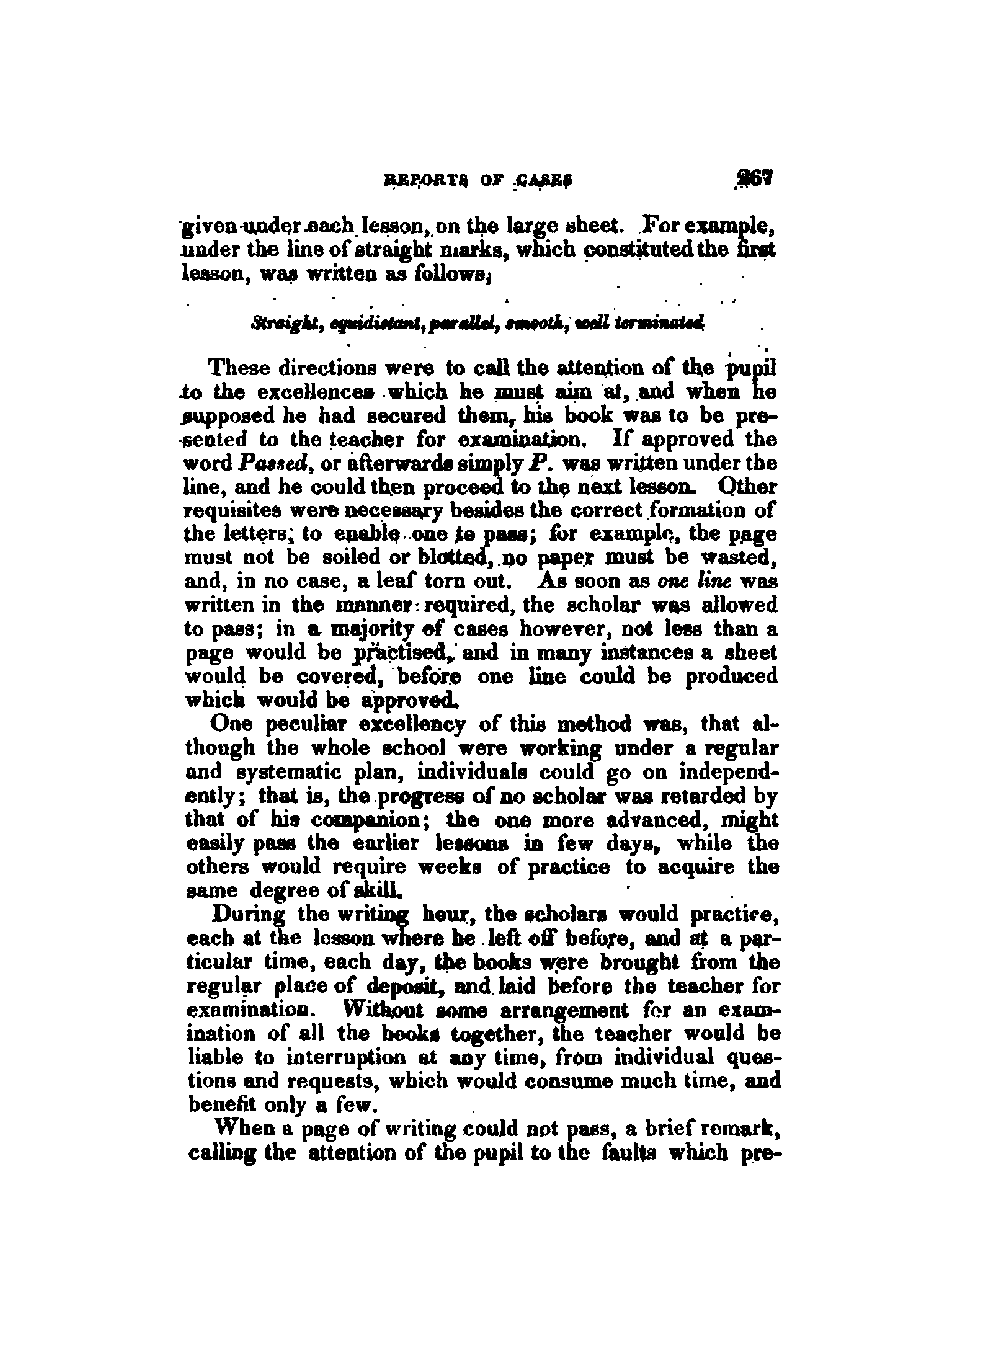 REPORTS OF CASES 267
given under each lesson, on the large sheet. For example,
under the line of straight marks, which constituted the first
lesson, was written as follows;
Straight, equidistant, parallel, smooth, well terminated.
These directions were to call the attention of the pupil
to the excellences which he must aim at, and when he
supposed he had secured them, his book was to be pre-
sented to the teacher for examination. If approved the
word Passed, or afterwards simply P. was written under the
line, and he could then proceed to the next lesson. Other
requisites were necessary besides the correct formation of
the letters; to enable one to pass; for example, the page
must not be soiled or blotted, no paper must be wasted,
and, in no case, a leaf torn out. As soon as one line was
written in the manner required, the scholar was allowed
to pass; in a majority of cases however, not less than a
page would be practised, and in many instances a sheet
would be covered, before one line could be produced
which would be approved.
One peculiar excellency of this method was, that al-
though the whole school were working under a regular
and systematic plan, individuals could go on independ-
ently; that is, the progress of no scholar was retarded by
that of his companion; the one more advanced, might
easily pass the earlier lessons in few days, while the
others would require weeks of practice to acquire the
same degree of skill.
During the writing hour, the scholars would practice,
each at the lesson where he left off before, and at a par-
ticular time, each day, the books were brought from the
regular place of deposit, and laid before the teacher for
examination. Without some arrangement for an exam-
ination of all the books together, the teacher would be
liable to interruption at any time, from individual ques-
tions and requests, which would consume much time, and
benefit only a few.
When a page of writing could not pass, a brief remark,
calling the attention of the pupil to the faults which pre-